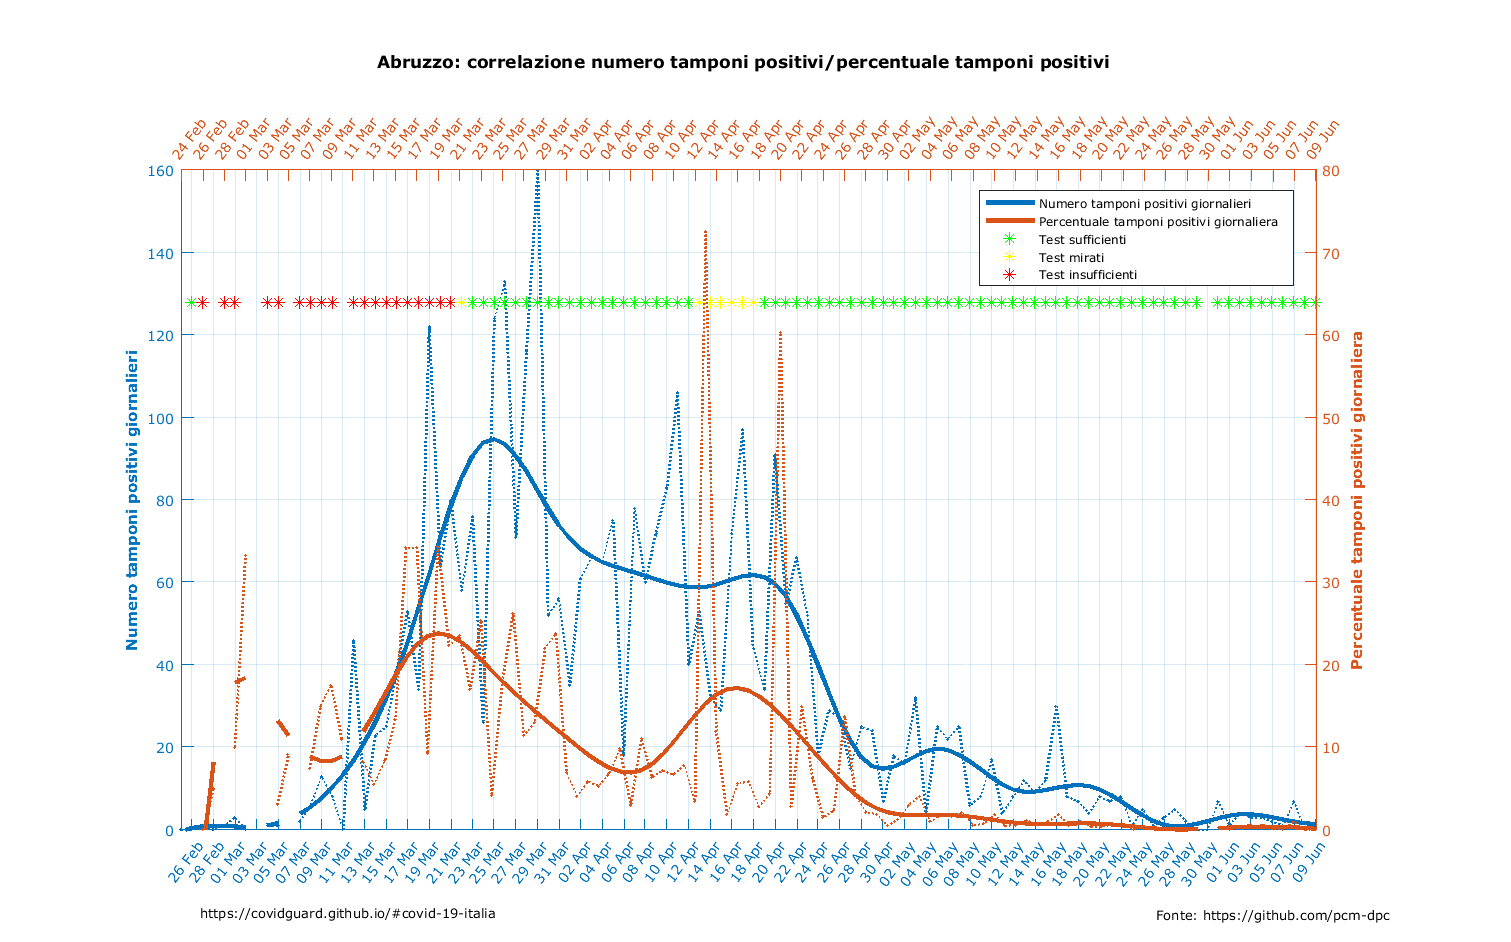 Abruzzo: correlazione numero tamponi positivi/percentuale tamponi positivi
24 Feb 26 Feb 28 Feb 01 Mar 03 Mar 05 Mar 07 Mar 09 Mar 11 Mar 13 Mar 15 Mar 17 Mar 19 Mar 21 Mar 23 Mar 25 Mar 27 Mar 29 Mar 31 Mar 02 Apr 04 Apr 06 Apr 08 Apr 10 Apr 12 Apr 14 Apr 16 Apr 18 Apr 20 Apr 22 Apr 24 Apr 26 Apr 28 Apr 30 Apr 02 May 04 May 06 May 08 May 10 May 12 May 14 May 16 May 18 May 20 May 22 May 24 May 26 May 28 May 30 May 01 Jun 03 Jun 05 Jun 07 Jun 09 Jun
160 80
Numero tamponi positivi giornalieri
Percentuale tamponi positivi giornaliera
Test sufficienti
Test mirati
Test insufficienti
140 70
120 60
100 50
80 40
60 30
40 20
20 10
0 0
Numero tamponi positivi giornalieri
Percentuale tamponi positivi giornaliera
26 Feb 28 Feb 01 Mar 03 Mar 05 Mar 07 Mar 09 Mar 11 Mar 13 Mar 15 Mar 17 Mar 19 Mar 21 Mar 23 Mar 25 Mar 27 Mar 29 Mar 31 Mar 02 Apr 04 Apr 06 Apr 08 Apr 10 Apr 12 Apr 14 Apr 16 Apr 18 Apr 20 Apr 22 Apr 24 Apr 26 Apr 28 Apr 30 Apr 02 May 04 May 06 May 08 May 10 May 12 May 14 May 16 May 18 May 20 May 22 May 24 May 26 May 28 May 30 May 01 Jun 03 Jun 05 Jun 07 Jun 09 Jun
https://covidguard.github.io/#covid-19-italia
Fonte: https://github.com/pcm-dpc